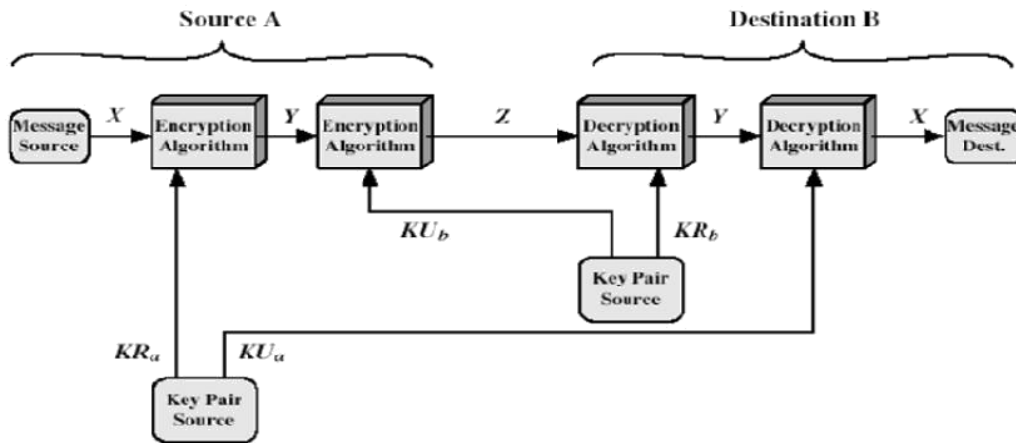 Source A
Destination B
Message
Source
X
Encryption
Algorithm
Y
Encryption
Algorithm
Z
Decryption
Algorithm
Y
Decryption
Algorithm
X
Message
Dest.
KUb
KRb
Key Pair
Source
KRa
KUa
Key Pair
Source